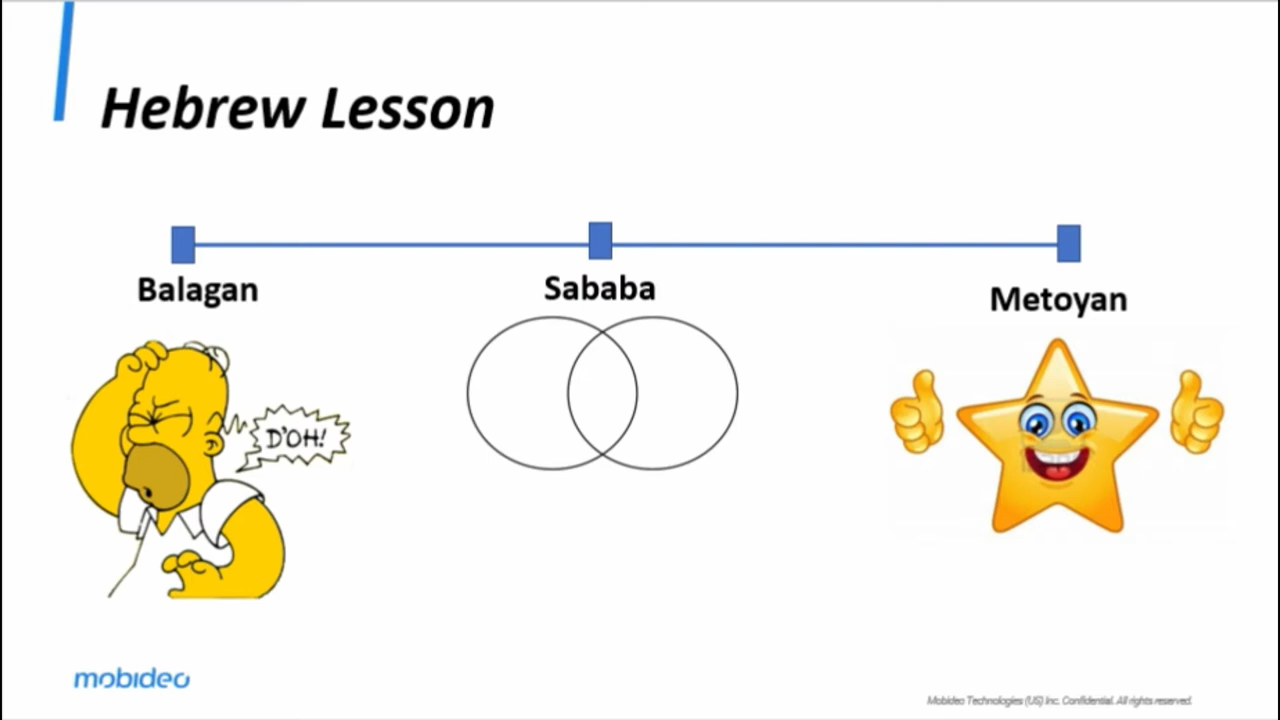 Hebrew Lesson
Balagan
Sababa
Metoyan
D'OH!
mobideo
Mobideo Technologies (US) Inc. Confidential. All rights reserved.